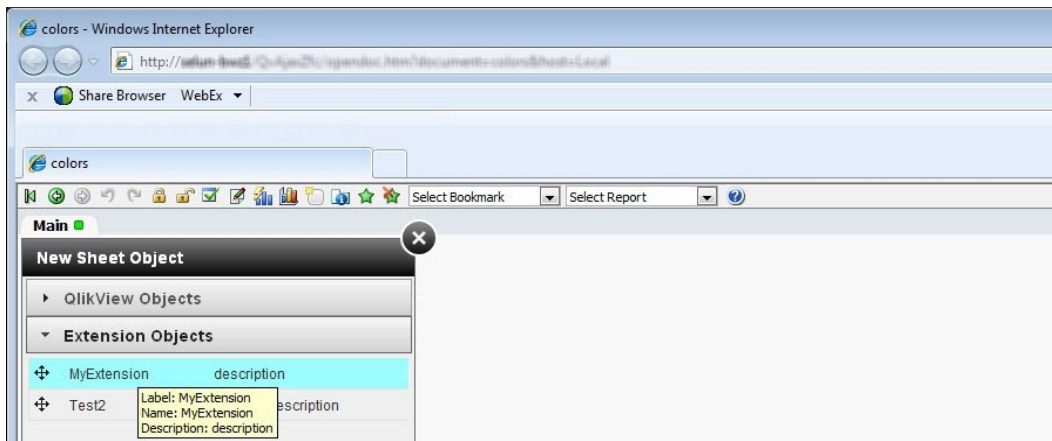 colors - Windows Internet Explorer
http://
x Share Browser WebEx
colors
Select Bookmark Select Report
Main
New Sheet Object
QlikView Objects
Extension Objects
MyExtension description
Test2 escription
Label: MyExtension
Name: MyExtension
Description: description